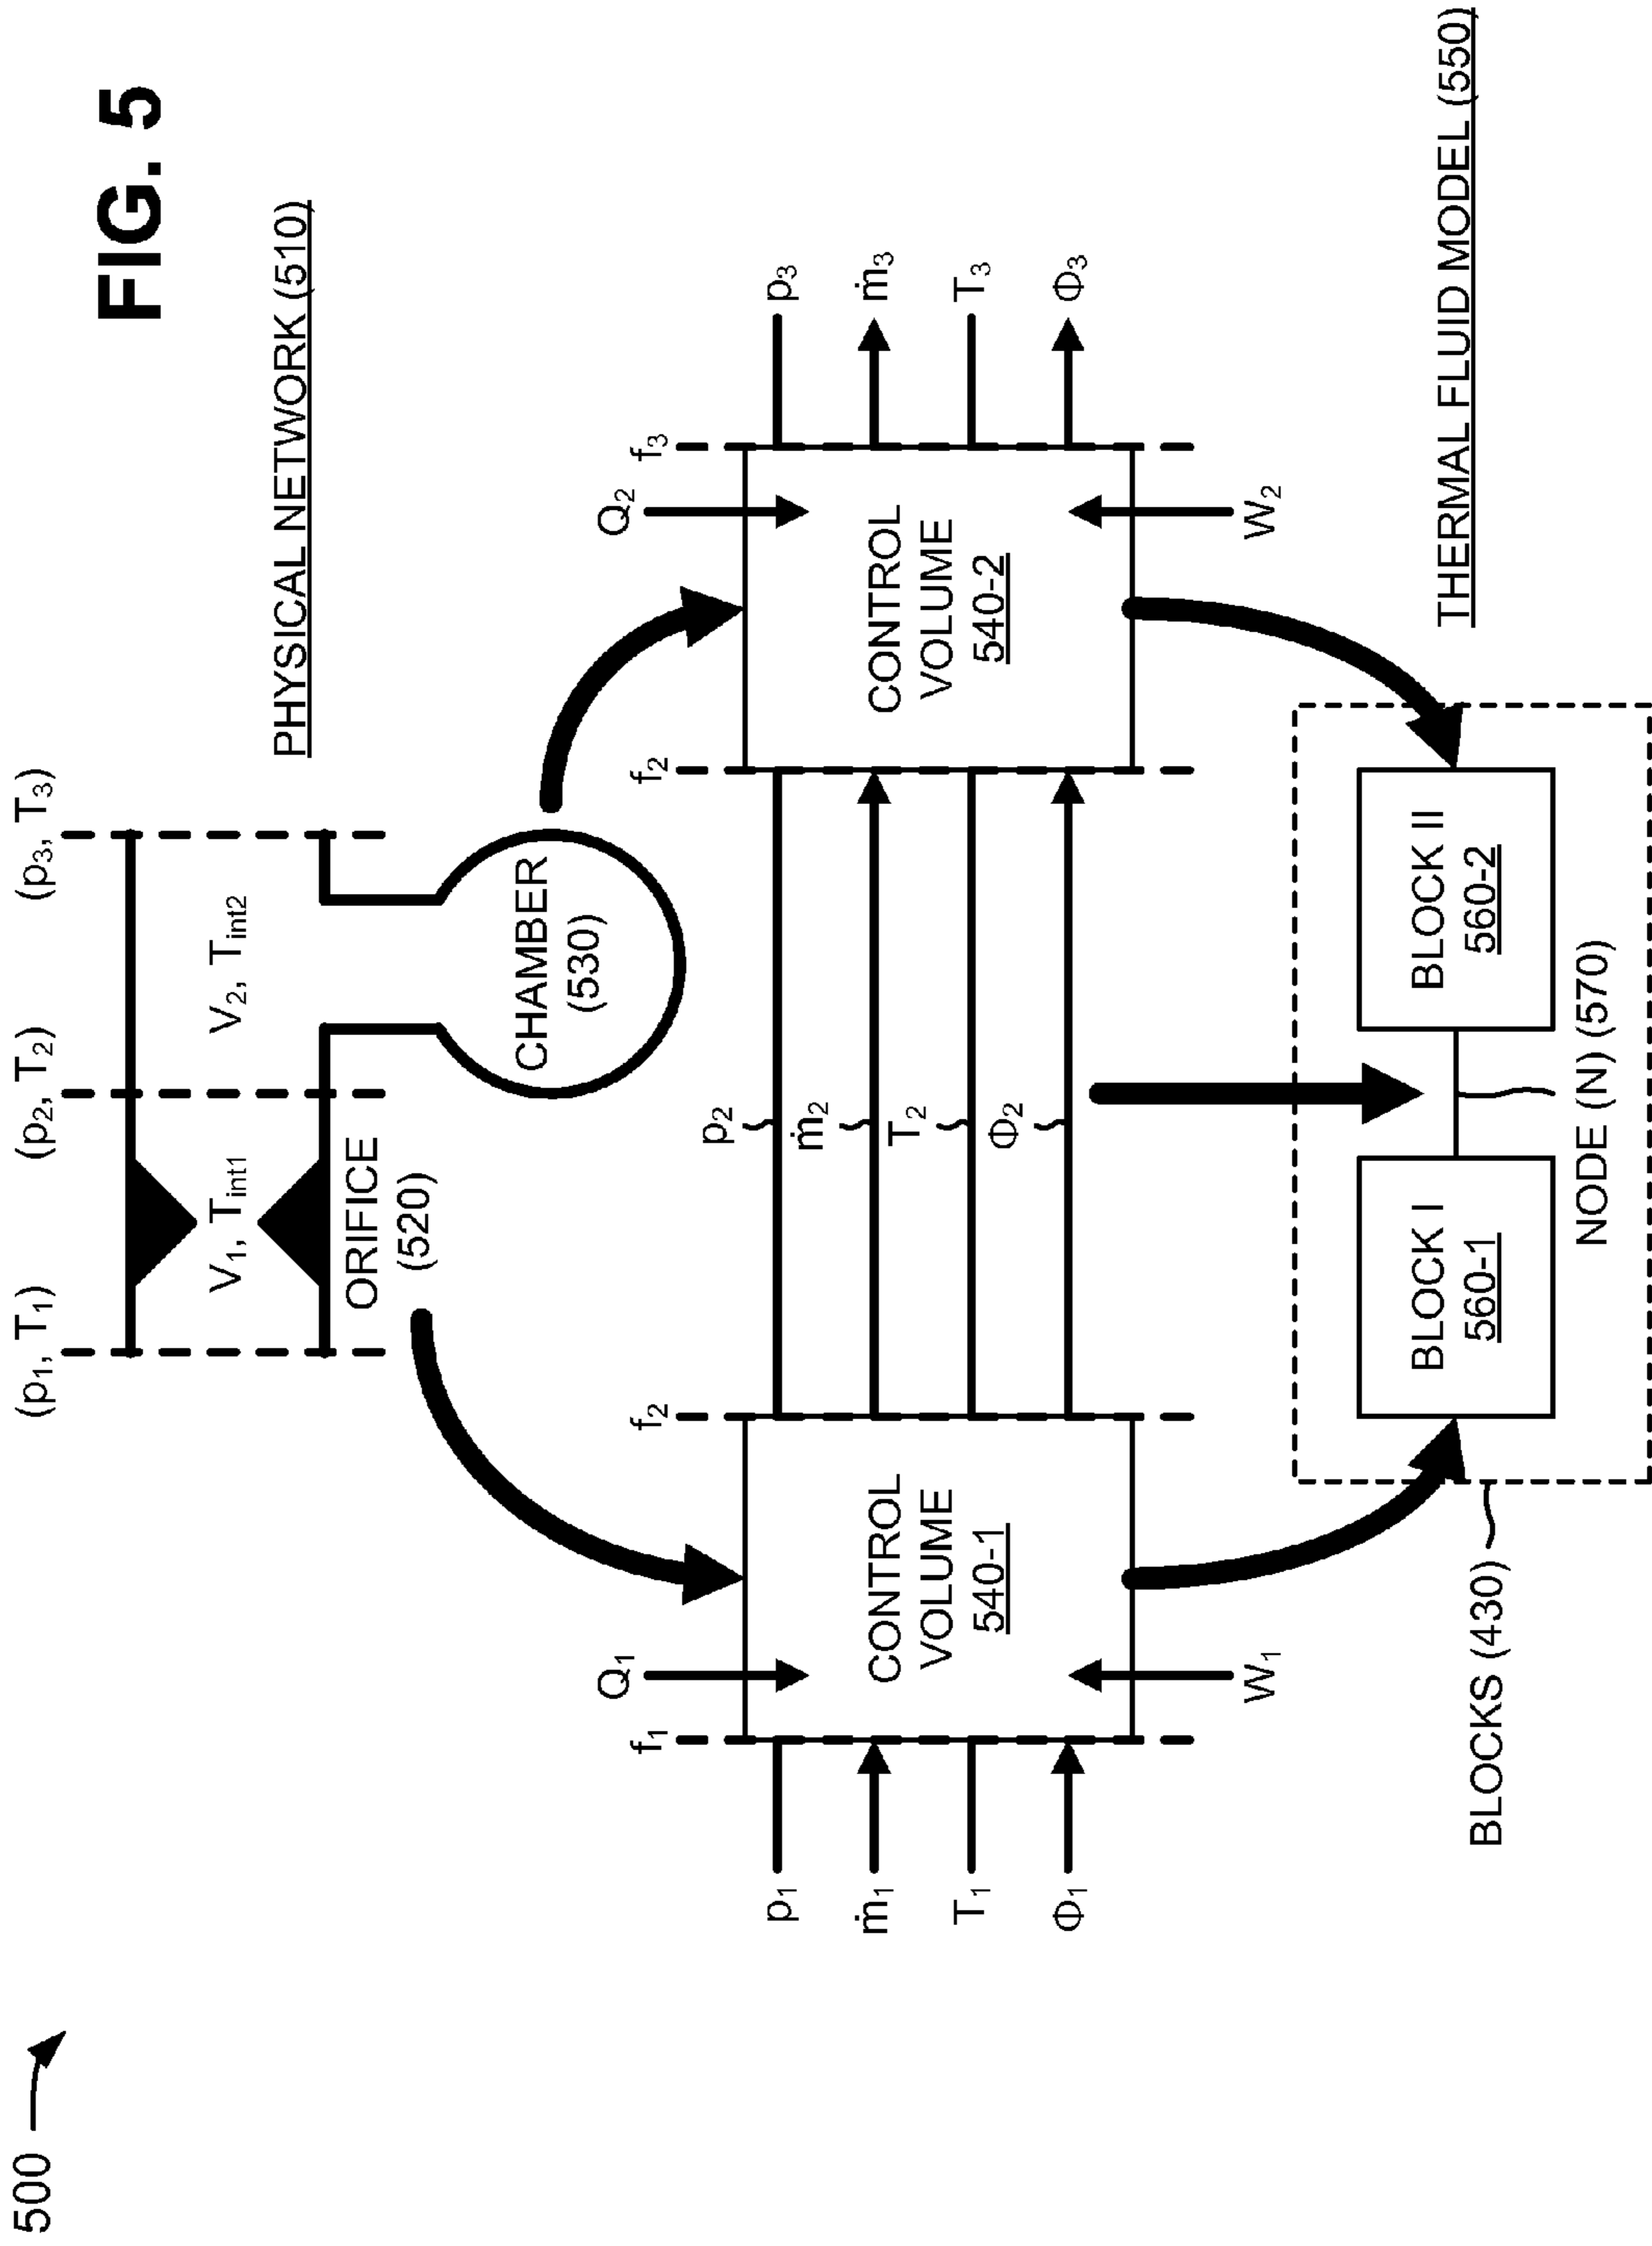 500
FIG. 5
PHYSICAL NETWORK (510)
(p₁, T₁)
(p₂, T₂)
(p₃, T₃)
V₁, Tᵢₙₜ₁
V₂, Tᵢₙₜ₂
ORIFICE
(520)
CHAMBER
(530)
f₁
Q₁
f₂
f₂
Q₂
f₃
p₁
ṁ₁
T₁
Φ₁
CONTROL
VOLUME
540-1
p₂
ṁ₂
T₂
Φ₂
CONTROL
VOLUME
540-2
p₃
ṁ₃
T₃
Φ₃
W₁
W₂
THERMAL FLUID MODEL (550)
BLOCKS (430)
BLOCK I
560-1
BLOCK II
560-2
NODE (N) (570)